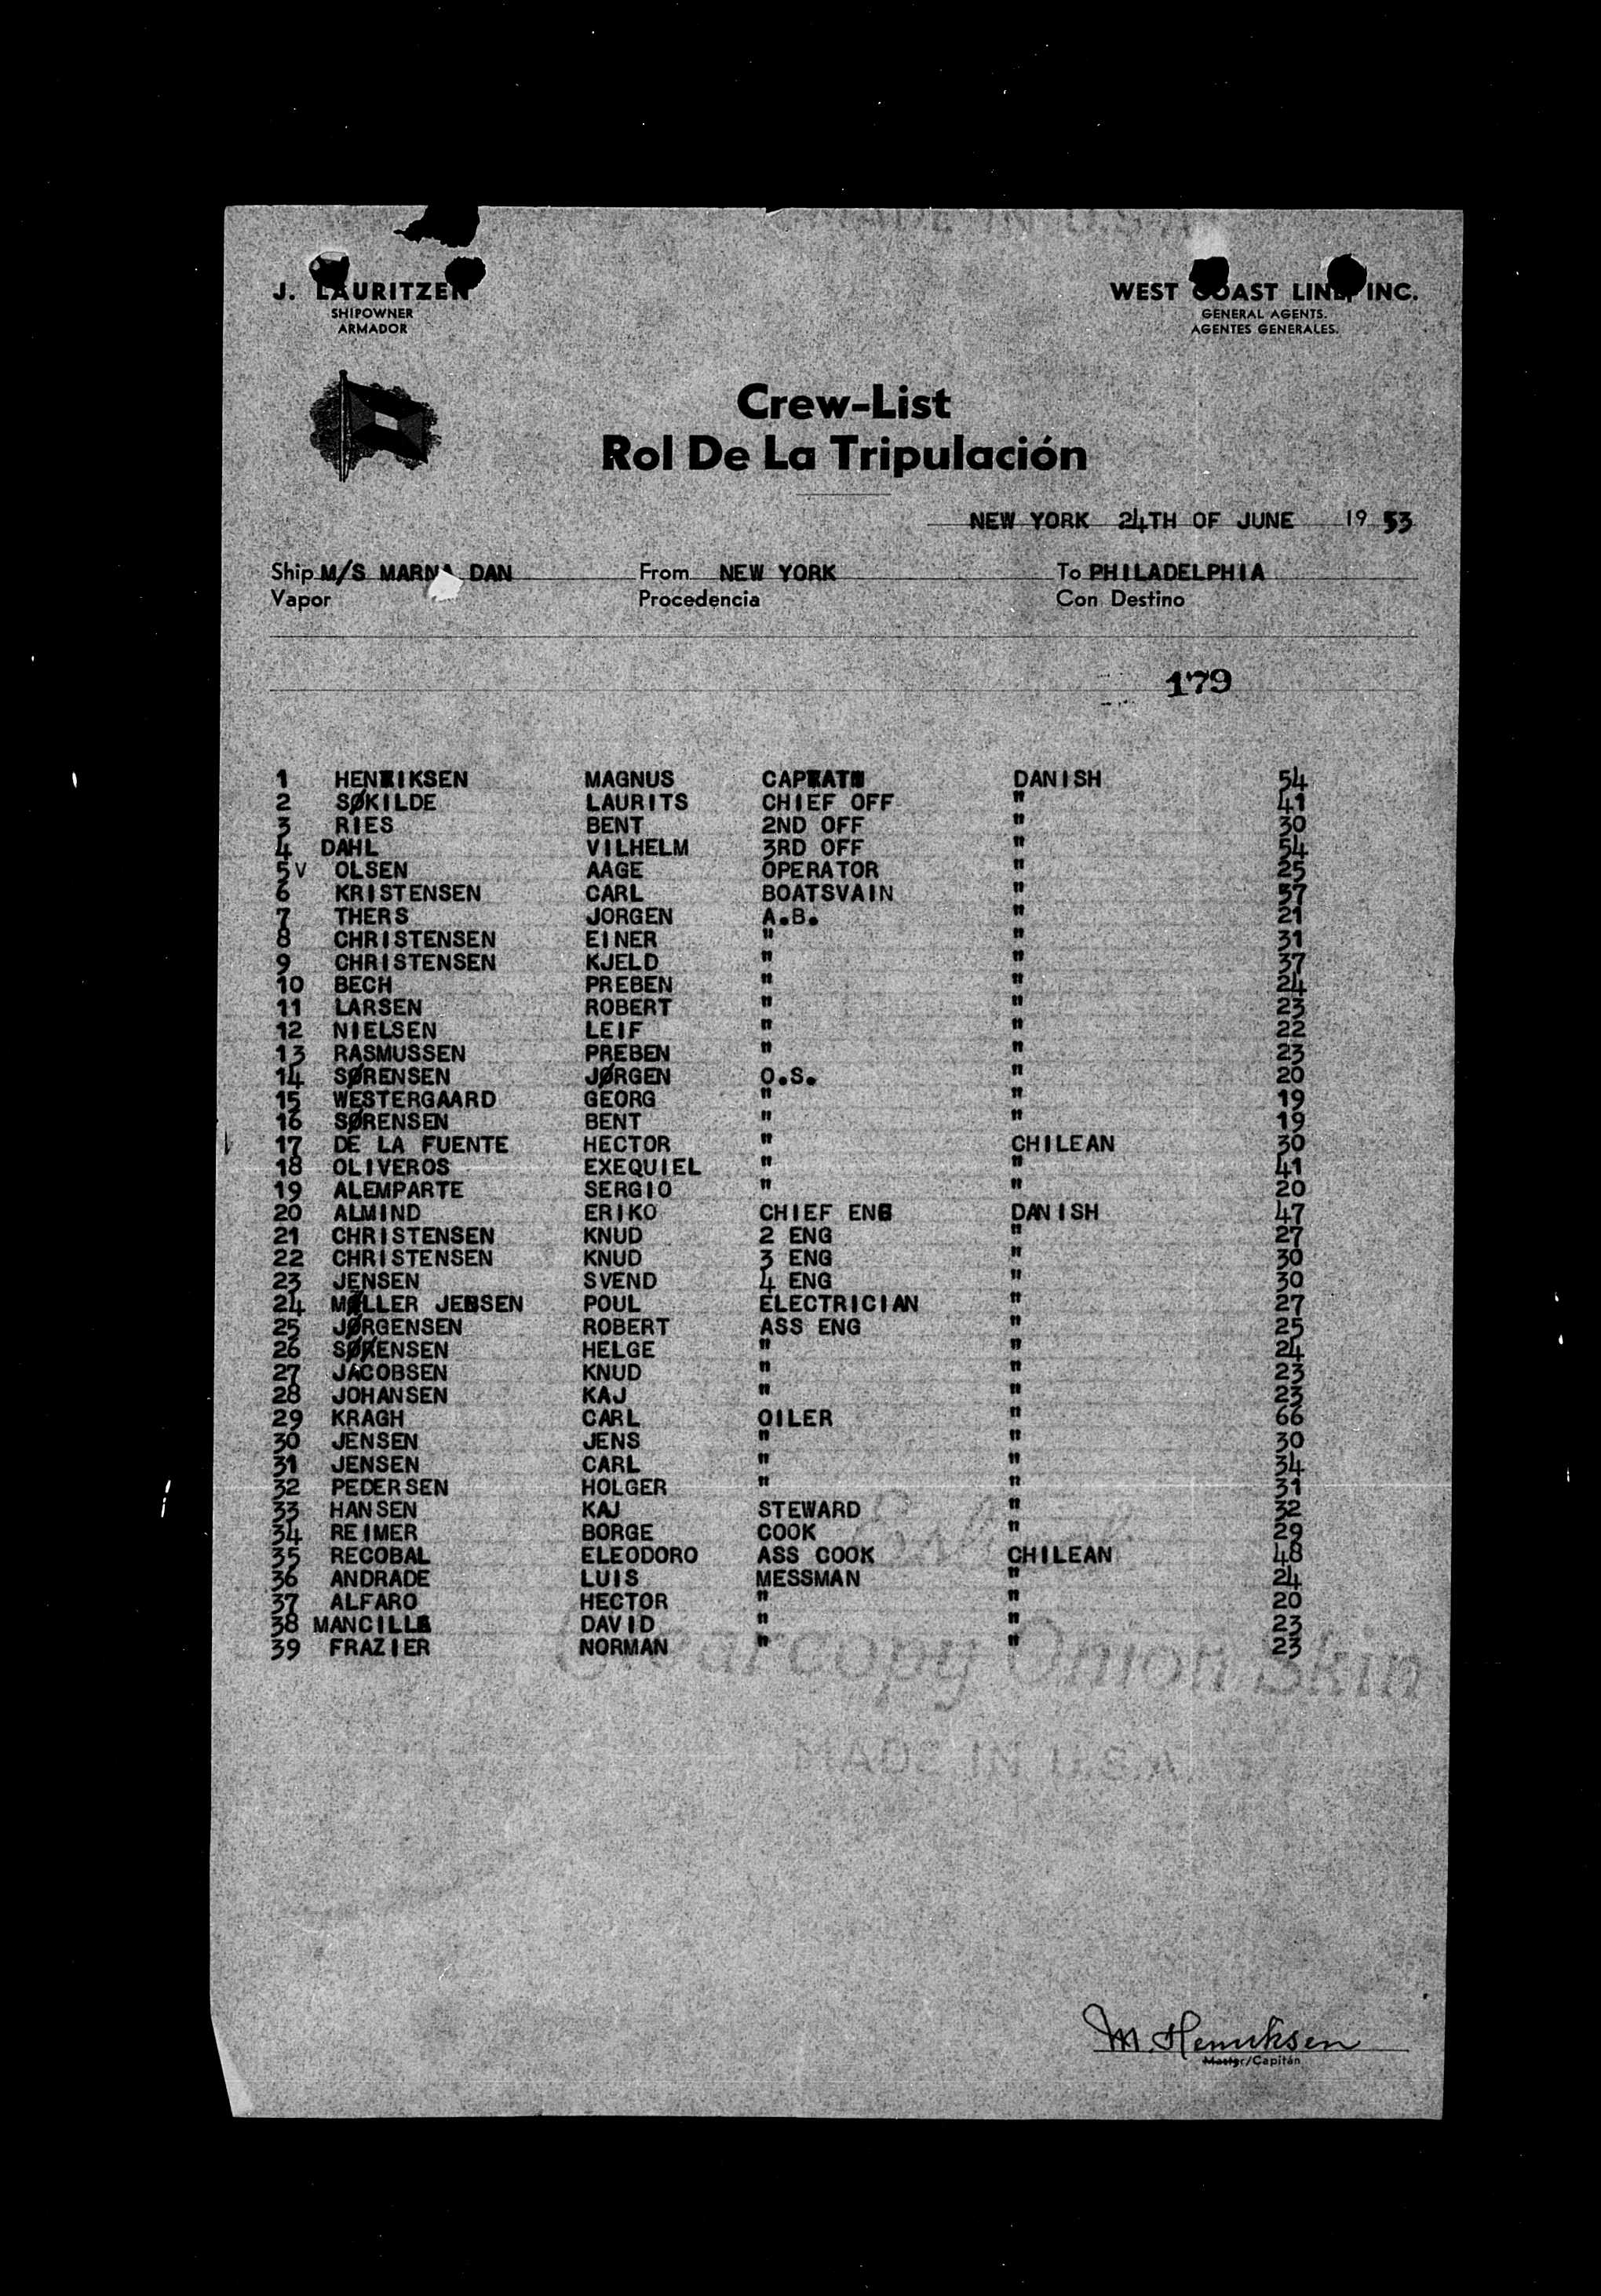 J. LAURITZEN
SHIPOWNER
ARMADOR
WEST COAST LINE, INC.
GENERAL AGENTS.
AGENTES GENERALES.
Crew-List
Rol De La Tripulación
NEW YORK 24TH OF JUNE 19 53
Ship M/S MARNA DAN From NEW YORK To PHILADELPHIA
Vapor Procedencia Con Destino
179
1 HENRIKSEN MAGNUS CAPTAIN DANISH 54
2 SØKILDE LAURITS CHIEF OFF " 41
3 RIES BENT 2ND OFF " 30
4 DAHL VILHELM 3RD OFF " 54
5 V OLSEN AAGE OPERATOR " 25
6 KRISTENSEN CARL BOATSVAIN " 37
7 THERS JORGEN A.B. " 21
8 CHRISTENSEN EINER " " 31
9 CHRISTENSEN KJELD " " 37
10 BECH PREBEN " " 24
11 LARSEN ROBERT " " 23
12 NIELSEN LEIF " " 22
13 RASMUSSEN PREBEN " " 23
14 SØRENSEN JØRGEN O.S. " 20
15 WESTERGAARD GEORG " " 19
16 SØRENSEN BENT " " 19
17 DE LA FUENTE HECTOR " CHILEAN 30
18 OLIVEROS EXEQUIEL " " 41
19 ALEMPARTE SERGIO " " 20
20 ALMIND ERIKO CHIEF ENG DANISH 47
21 CHRISTENSEN KNUD 2 ENG " 27
22 CHRISTENSEN KNUD 3 ENG " 30
23 JENSEN SVEND 4 ENG " 30
24 MØLLER JENSEN POUL ELECTRICIAN " 27
25 JØRGENSEN ROBERT ASS ENG " 25
26 SØRENSEN HELGE " " 24
27 JACOBSEN KNUD " " 23
28 JOHANSEN KAJ " " 23
29 KRAGH CARL OILER " 66
30 JENSEN JENS " " 30
31 JENSEN CARL " " 34
32 PEDERSEN HOLGER " " 31
33 HANSEN KAJ STEWARD " 32
34 REIMER BORGE COOK " 29
35 RECOBAL ELEODORO ASS COOK CHILEAN 48
36 ANDRADE LUIS MESSMAN " 24
37 ALFARO HECTOR " " 20
38 MANCILLA DAVID " " 23
39 FRAZIER NORMAN " " 23
Clearcopy Onion Skin
MADE IN U.S.A.
M. Henriksen
Master/Capitán